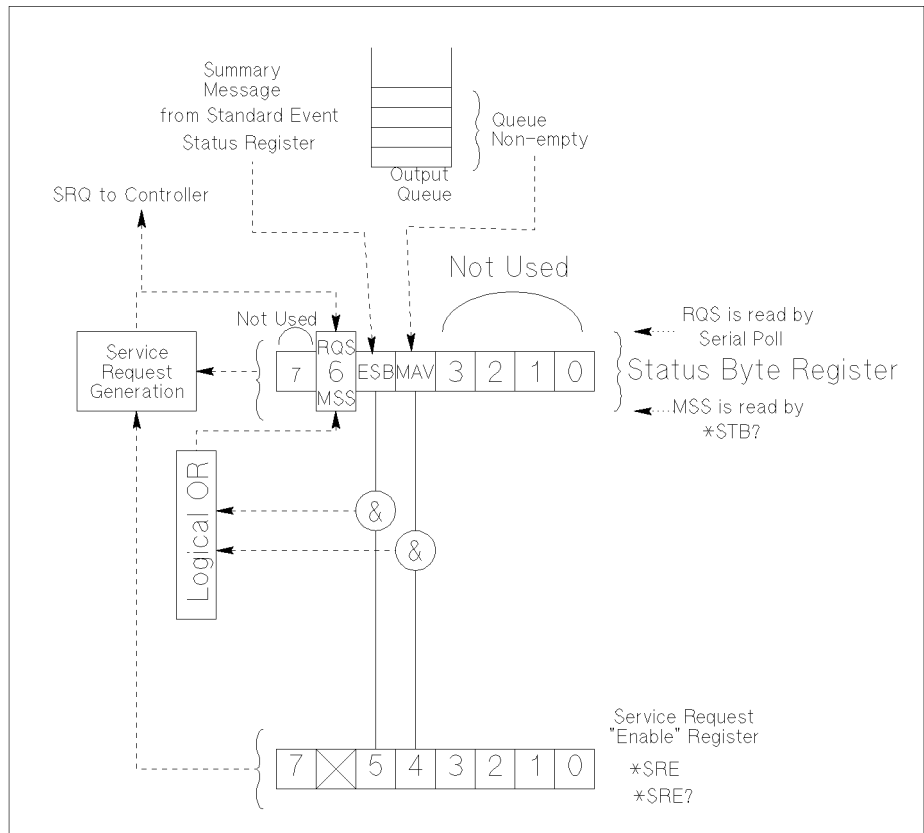 Summary
Message
from Standard Event
Status Register
Queue
Non-empty
Output
Queue
SRQ to Controller
Not Used
Not Used
RQS is read by
Serial Poll
Service
Request
Generation
7
RQS
6
MSS
ESB
MAV
3
2
1
0
Status Byte Register
MSS is read by
*STB?
Logical OR
&
&
Service Request
"Enable" Register
7
5
4
3
2
1
0
*SRE
*SRE?